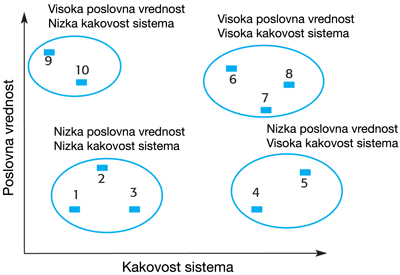 Visoka poslovna vrednost
Nizka kakovost sistema
9
10
Visoka poslovna vrednost
Visoka kakovost sistema
6
8
7
Nizka poslovna vrednost
Nizka kakovost sistema
2
1
3
Nizka poslovna vrednost
Visoka kakovost sistema
5
4
Poslovna vrednost
Kakovost sistema